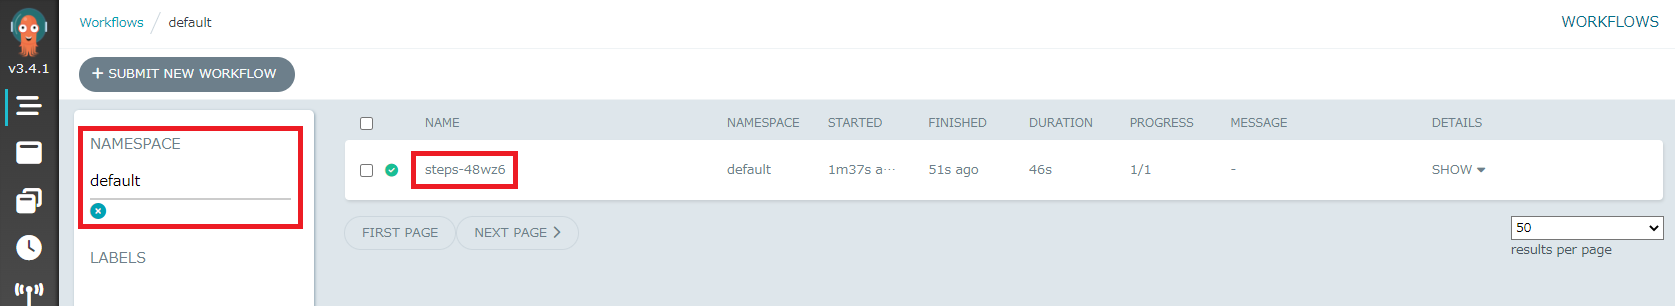 Workflows / default
WORKFLOWS
v3.4.1
+ SUBMIT NEW WORKFLOW
NAMESPACE
default
LABELS
NAME NAMESPACE STARTED FINISHED DURATION PROGRESS MESSAGE DETAILS
steps-48wz6 default 1m37s a··· 51s ago 46s 1/1 - SHOW
FIRST PAGE NEXT PAGE
50
results per page